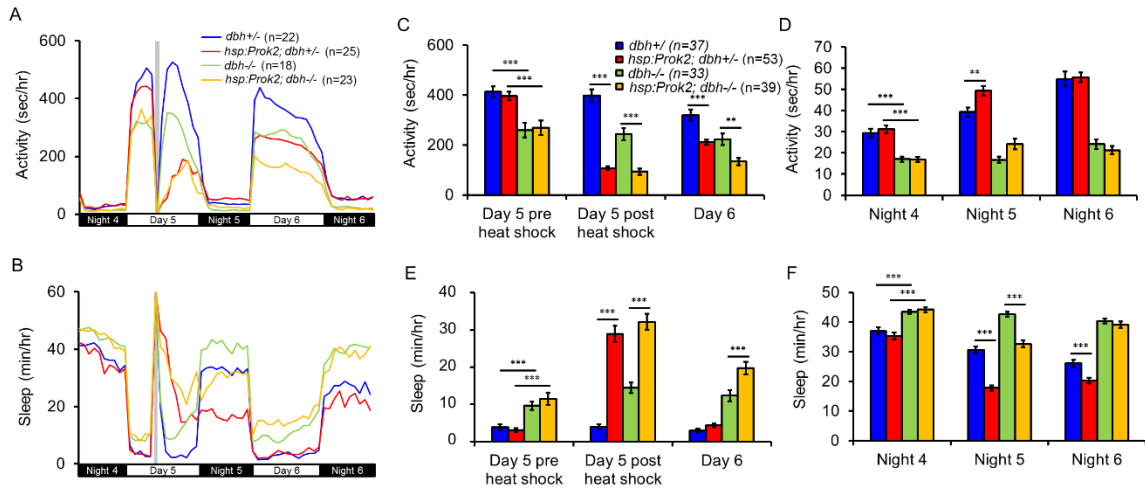 A
Activity (sec/hr)
600
400
200
0
dbh+/- (n=22)
hsp:Prok2; dbh+/- (n=25)
dbh-/- (n=18)
hsp:Prok2; dbh-/- (n=23)
Night 4 Day 5 Night 5 Day 6 Night 6
B
Sleep (min/hr)
60
40
20
0
Night 4 Day 5 Night 5 Day 6 Night 6
C
Activity (sec/hr)
600
400
200
0
dbh+/ (n=37)
hsp:Prok2; dbh+/- (n=53)
dbh-/- (n=33)
hsp:Prok2; dbh-/- (n=39)
***
***
***
***
***
**
Day 5 pre heat shock
Day 5 post heat shock
Day 6
D
Activity (sec/hr)
70
60
50
40
30
20
10
0
***
***
**
Night 4 Night 5 Night 6
E
Sleep (min/hr)
40
30
20
10
0
***
***
***
***
***
Day 5 pre heat shock
Day 5 post heat shock
Day 6
F
Sleep (min/hr)
50
40
30
20
10
0
***
***
***
***
***
Night 4 Night 5 Night 6